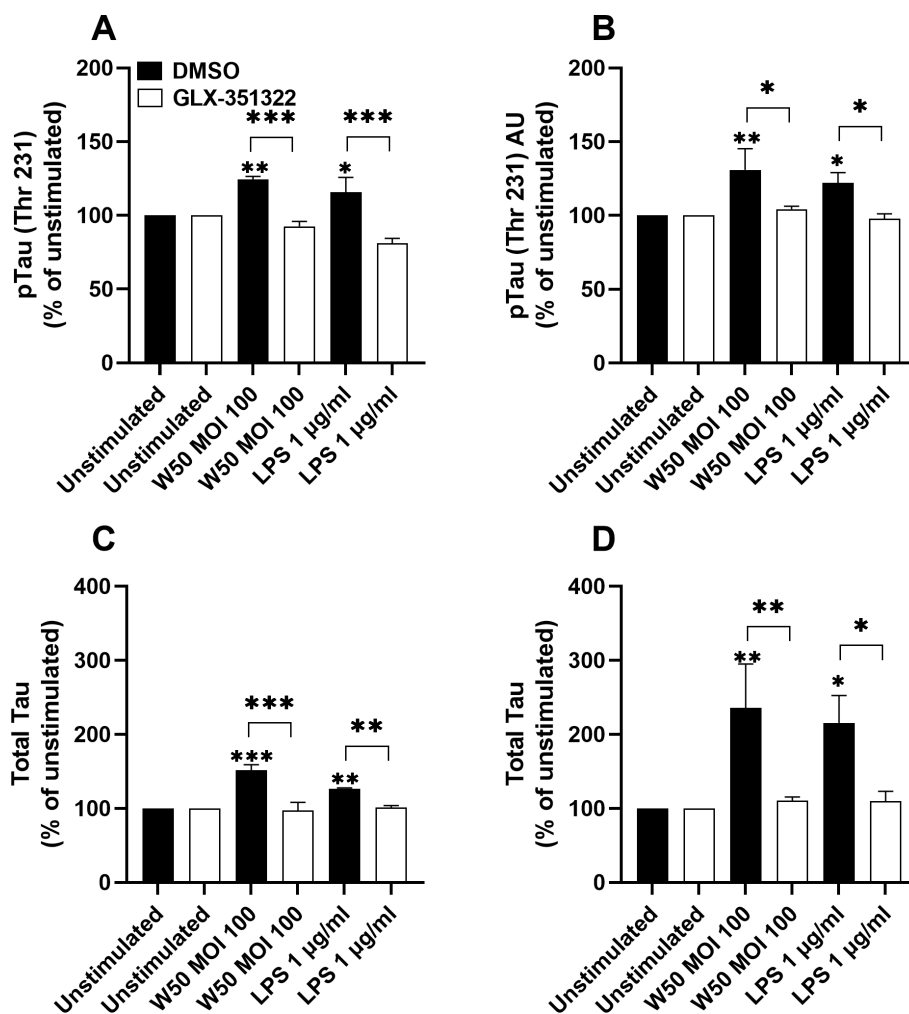 A
pTau (Thr 231)
(% of unstimulated)
200
150
100
50
0
DMSO
GLX-351322
***
***
**
*
Unstimulated
Unstimulated
W50 MOI 100
W50 MOI 100
LPS 1 µg/ml
LPS 1 µg/ml
B
pTau (Thr 231) AU
(% of unstimulated)
200
150
100
50
0
*
*
**
*
Unstimulated
Unstimulated
W50 MOI 100
W50 MOI 100
LPS 1 µg/ml
LPS 1 µg/ml
C
Total Tau
(% of unstimulated)
400
300
200
100
0
***
**
***
**
Unstimulated
Unstimulated
W50 MOI 100
W50 MOI 100
LPS 1 µg/ml
LPS 1 µg/ml
D
Total Tau
(% of unstimulated)
400
300
200
100
0
**
*
**
*
Unstimulated
Unstimulated
W50 MOI 100
W50 MOI 100
LPS 1 µg/ml
LPS 1 µg/ml